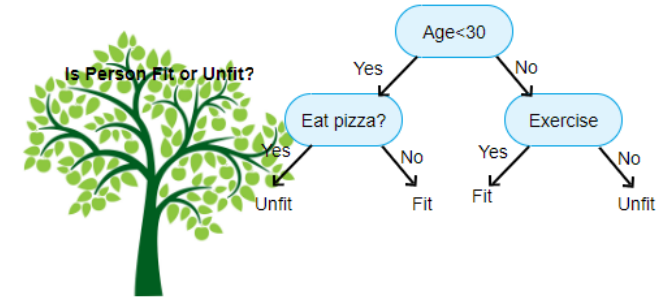 Age<30
Is Person Fit or Unfit?
Yes
No
Eat pizza?
Exercise
Yes
No
Yes
No
Unfit
Fit
Fit
Unfit